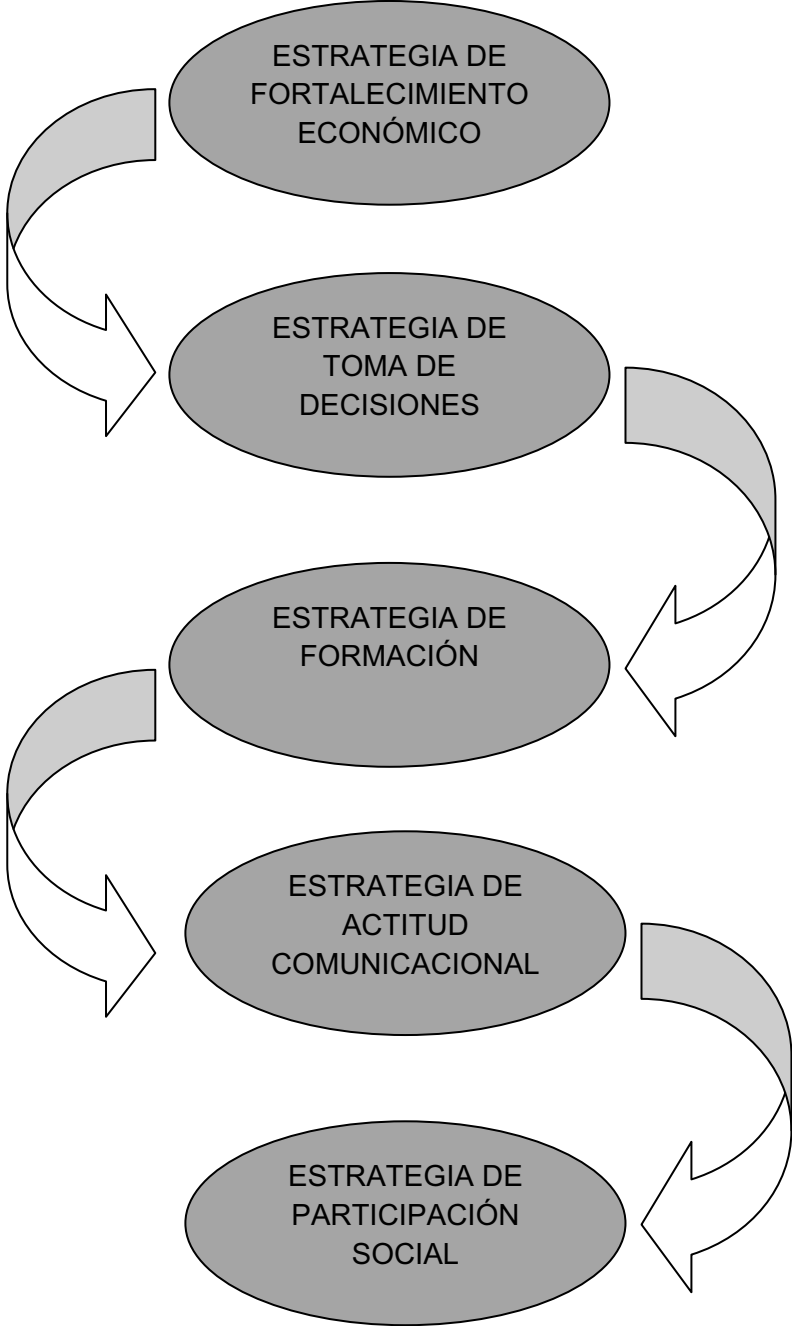 ESTRATEGIA DE
FORTALECIMIENTO
ECONÓMICO
ESTRATEGIA DE
TOMA DE
DECISIONES
ESTRATEGIA DE
FORMACIÓN
ESTRATEGIA DE
ACTITUD
COMUNICACIONAL
ESTRATEGIA DE
PARTICIPACIÓN
SOCIAL